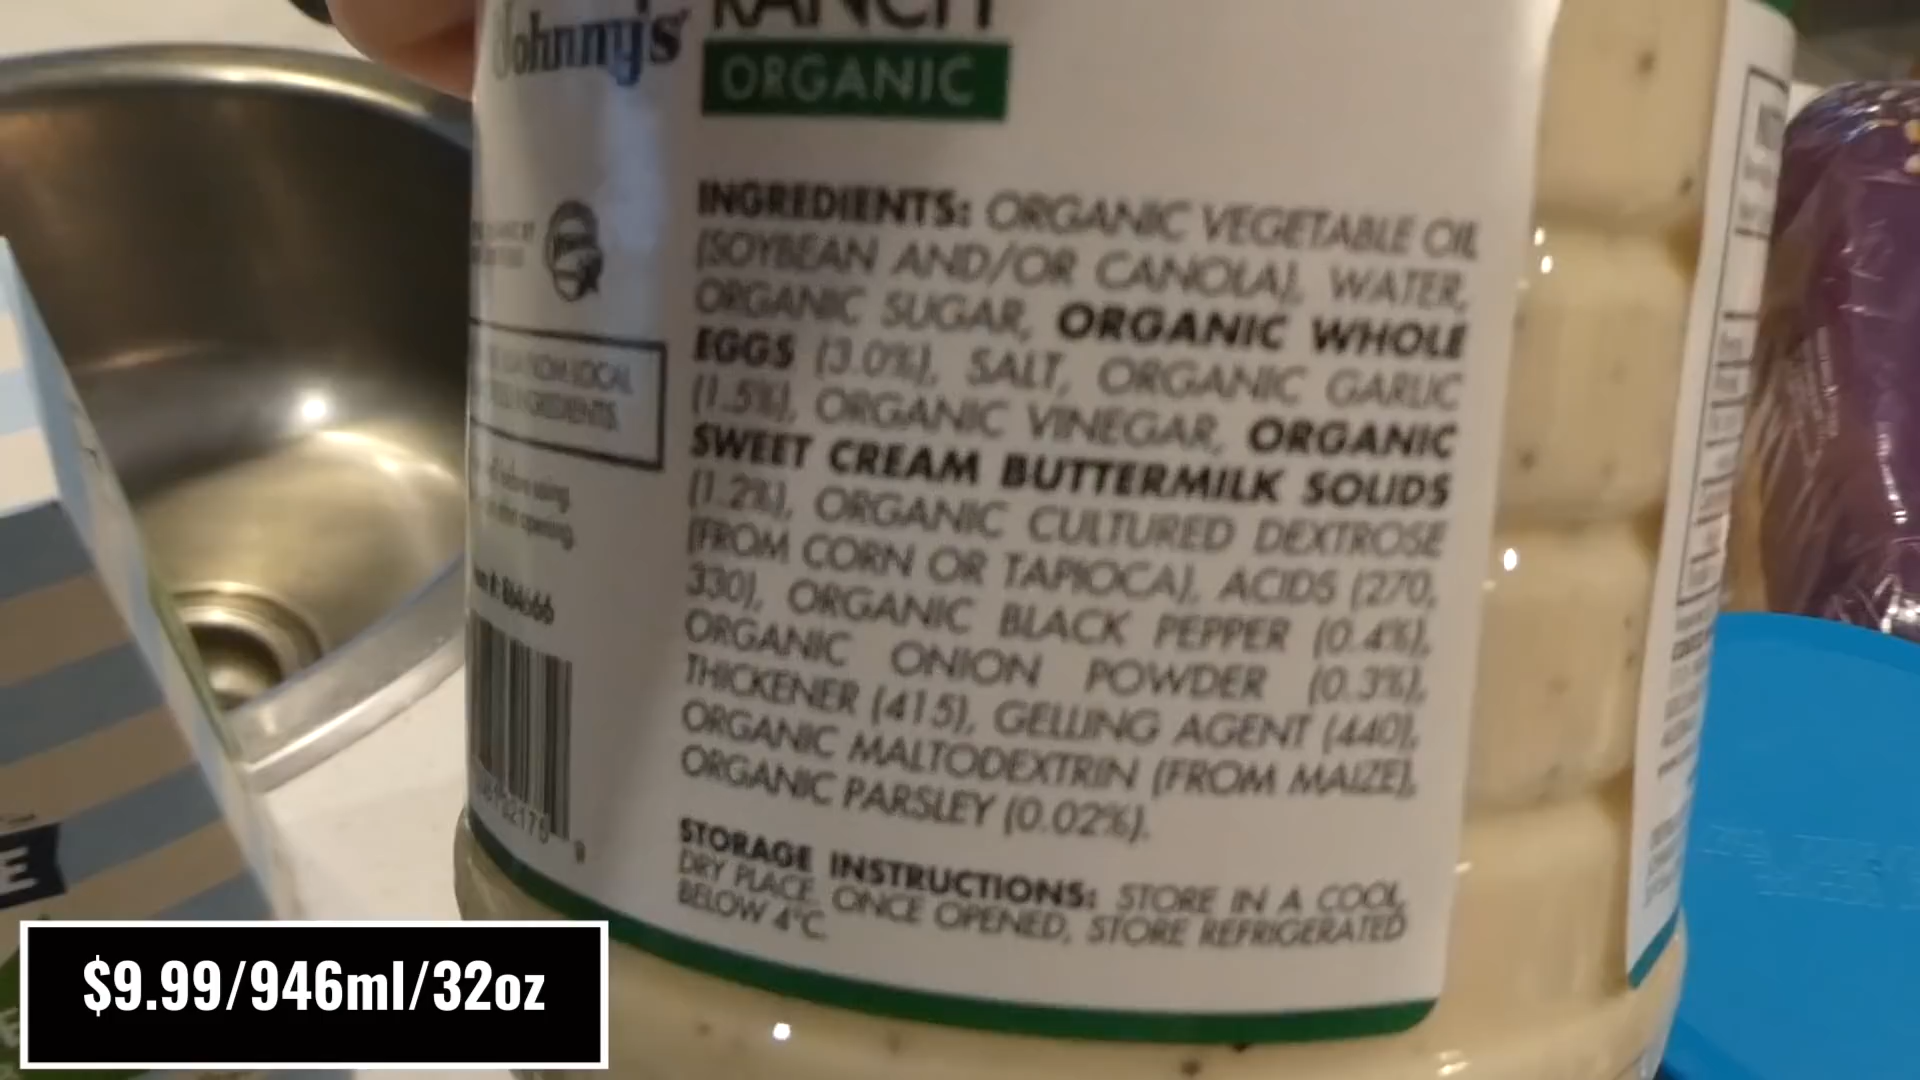 Johnny's
RANCH
ORGANIC
INGREDIENTS: ORGANIC VEGETABLE OIL
(SOYBEAN AND/OR CANOLA), WATER,
ORGANIC SUGAR, ORGANIC WHOLE
EGGS (3.0%), SALT, ORGANIC GARLIC
(1.5%), ORGANIC VINEGAR, ORGANIC
SWEET CREAM BUTTERMILK SOLIDS
(1.2%), ORGANIC CULTURED DEXTROSE
(FROM CORN OR TAPIOCA), ACIDS (270,
330), ORGANIC BLACK PEPPER (0.4%),
ORGANIC ONION POWDER (0.3%),
THICKENER (415), GELLING AGENT (440),
ORGANIC MALTODEXTRIN (FROM MAIZE),
ORGANIC PARSLEY (0.02%).
STORAGE INSTRUCTIONS: STORE IN A COOL
DRY PLACE. ONCE OPENED, STORE REFRIGERATED
BELOW 4°C.
$9.99/946ml/32oz